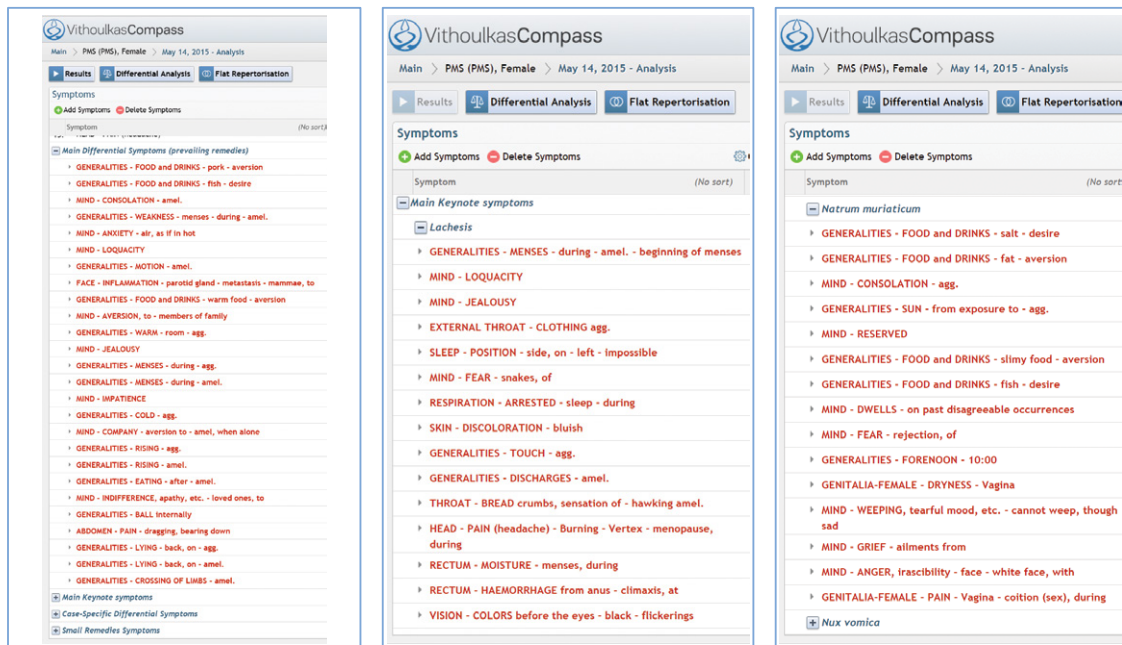 VithoulkasCompass
Main > PMS (PMS), Female > May 14, 2015 - Analysis
Results Differential Analysis Flat Repertorisation
Symptoms
Add Symptoms Delete Symptoms
Symptom (No sort)
Main Differential Symptoms (prevailing remedies)
GENERALITIES - FOOD and DRINKS - pork - aversion
GENERALITIES - FOOD and DRINKS - fish - desire
MIND - CONSOLATION - amel.
GENERALITIES - WEAKNESS - menses - during - amel.
MIND - ANXIETY - air, as if in hot
MIND - LOQUACITY
GENERALITIES - MOTION - amel.
FACE - INFLAMMATION - parotid gland - metastasis - mammae, to
GENERALITIES - FOOD and DRINKS - warm food - aversion
MIND - AVERSION, to - members of family
GENERALITIES - WARM - room - agg.
MIND - JEALOUSY
GENERALITIES - MENSES - during - agg.
GENERALITIES - MENSES - during - amel.
MIND - IMPATIENCE
GENERALITIES - COLD - agg.
MIND - COMPANY - aversion to - amel, when alone
GENERALITIES - RISING - agg.
GENERALITIES - RISING - amel.
GENERALITIES - EATING - after - amel.
MIND - INDIFFERENCE, apathy, etc. - loved ones, to
GENERALITIES - BALL internally
ABDOMEN - PAIN - dragging, bearing down
GENERALITIES - LYING - back, on - agg.
GENERALITIES - LYING - back, on - amel.
GENERALITIES - CROSSING OF LIMBS - amel.
Main Keynote symptoms
Case-Specific Differential Symptoms
Small Remedies Symptoms
VithoulkasCompass
Main > PMS (PMS), Female > May 14, 2015 - Analysis
Results Differential Analysis Flat Repertorisation
Symptoms
Add Symptoms Delete Symptoms
Symptom (No sort)
Main Keynote symptoms
Lachesis
GENERALITIES - MENSES - during - amel. - beginning of menses
MIND - LOQUACITY
MIND - JEALOUSY
EXTERNAL THROAT - CLOTHING agg.
SLEEP - POSITION - side, on - left - impossible
MIND - FEAR - snakes, of
RESPIRATION - ARRESTED - sleep - during
SKIN - DISCOLORATION - bluish
GENERALITIES - TOUCH - agg.
GENERALITIES - DISCHARGES - amel.
THROAT - BREAD crumbs, sensation of - hawking amel.
HEAD - PAIN (headache) - Burning - Vertex - menopause,
during
RECTUM - MOISTURE - menses, during
RECTUM - HAEMORRHAGE from anus - climaxis, at
VISION - COLORS before the eyes - black - flickerings
VithoulkasCompass
Main > PMS (PMS), Female > May 14, 2015 - Analysis
Results Differential Analysis Flat Repertorisation
Symptoms
Add Symptoms Delete Symptoms
Symptom (No sort
Natrum muriaticum
GENERALITIES - FOOD and DRINKS - salt - desire
GENERALITIES - FOOD and DRINKS - fat - aversion
MIND - CONSOLATION - agg.
GENERALITIES - SUN - from exposure to - agg.
MIND - RESERVED
GENERALITIES - FOOD and DRINKS - slimy food - aversion
GENERALITIES - FOOD and DRINKS - fish - desire
MIND - DWELLS - on past disagreeable occurrences
MIND - FEAR - rejection, of
GENERALITIES - FORENOON - 10:00
GENITALIA-FEMALE - DRYNESS - Vagina
MIND - WEEPING, tearful mood, etc. - cannot weep, though
sad
MIND - GRIEF - ailments from
MIND - ANGER, irascibility - face - white face, with
GENITALIA-FEMALE - PAIN - Vagina - coition (sex), during
Nux vomica